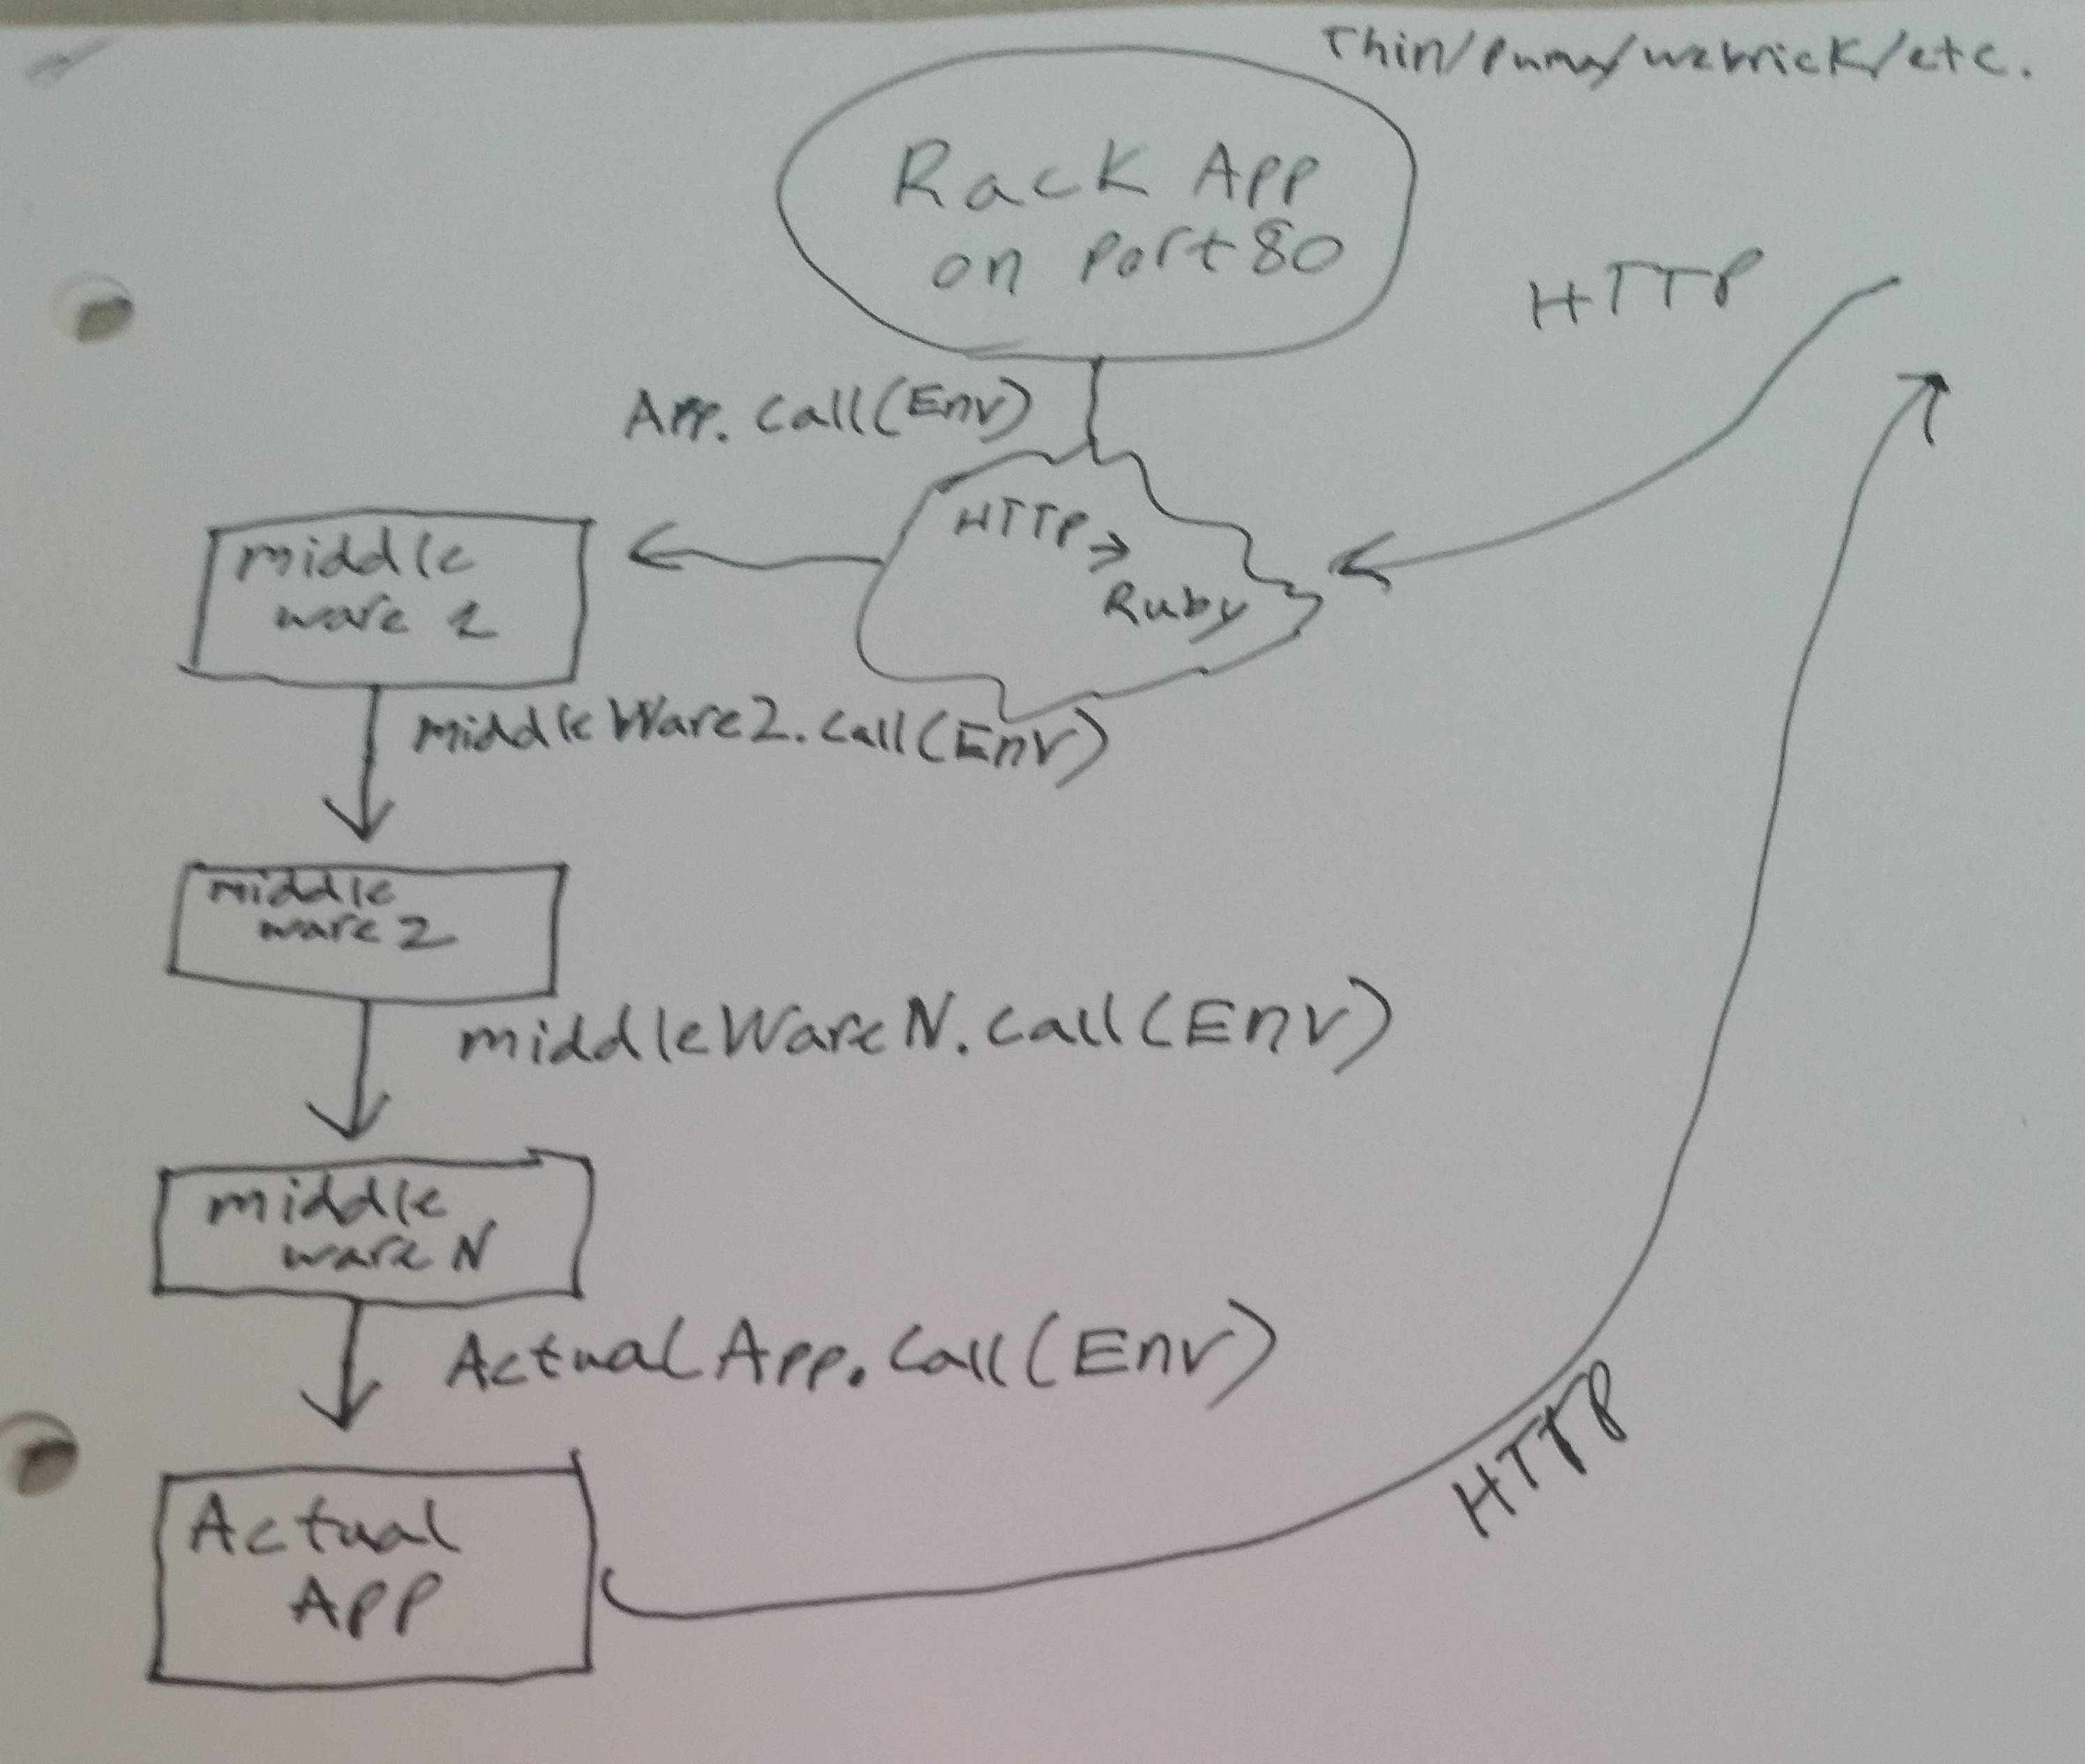 Thin/Puma/webrick/etc.
Rack App
on Port 80
HTTP
App.Call(Env)
HTTP →
Ruby
middle
ware 1
middleWare2.call(Env)
middle
ware 2
middleWareN.call(Env)
middle
ware N
ActualApp.Call(Env)
HTTP
Actual
APP